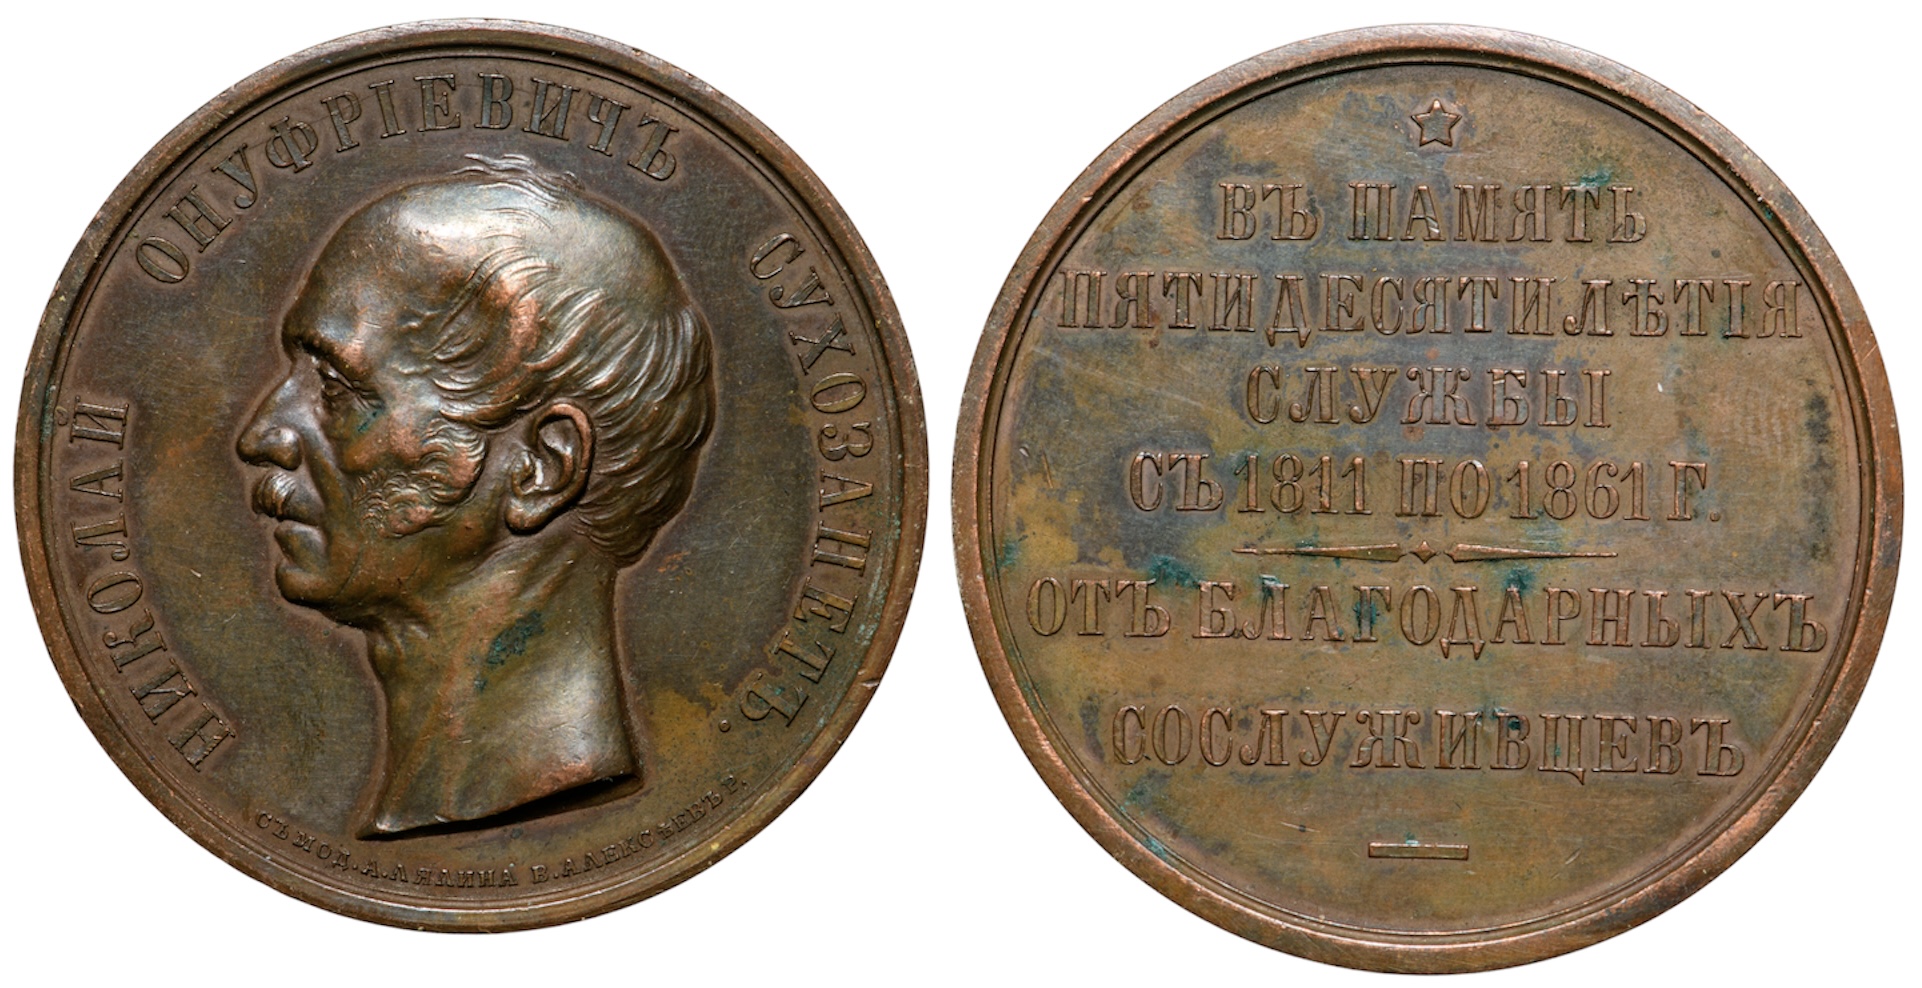 НИКОЛАЙ ОНУФРІЕВИЧЪ СУХОЗАНЕТЪ.
СЪ МОД. А. ЛЯЛИНА В. АЛЕКСѢЕВЪ Р.
ВЪ ПАМЯТЬ
ПЯТИДЕСЯТИЛѢТІЯ
СЛУЖБЫ
СЪ 1811 ПО 1861 Г.
ОТЪ БЛАГОДАРНЫХЪ
СОСЛУЖИВЦЕВЪ